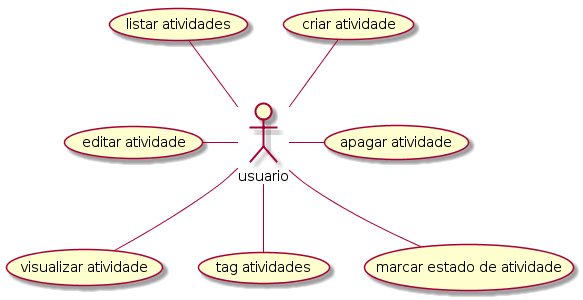 listar atividades
criar atividade
editar atividade
apagar atividade
usuario
visualizar atividade
tag atividades
marcar estado de atividade